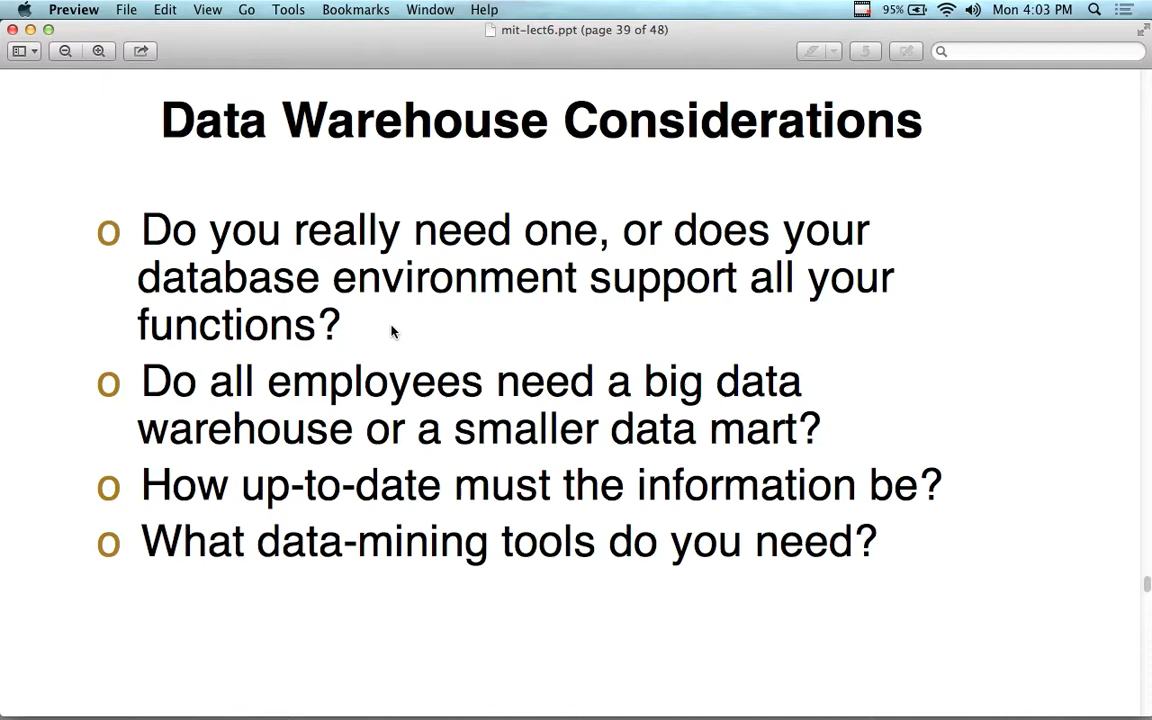 Preview File Edit View Go Tools Bookmarks Window Help 95% Mon 4:03 PM
mit-lect6.ppt (page 39 of 48)
Data Warehouse Considerations
o Do you really need one, or does your
database environment support all your
functions?
o Do all employees need a big data
warehouse or a smaller data mart?
o How up-to-date must the information be?
o What data-mining tools do you need?